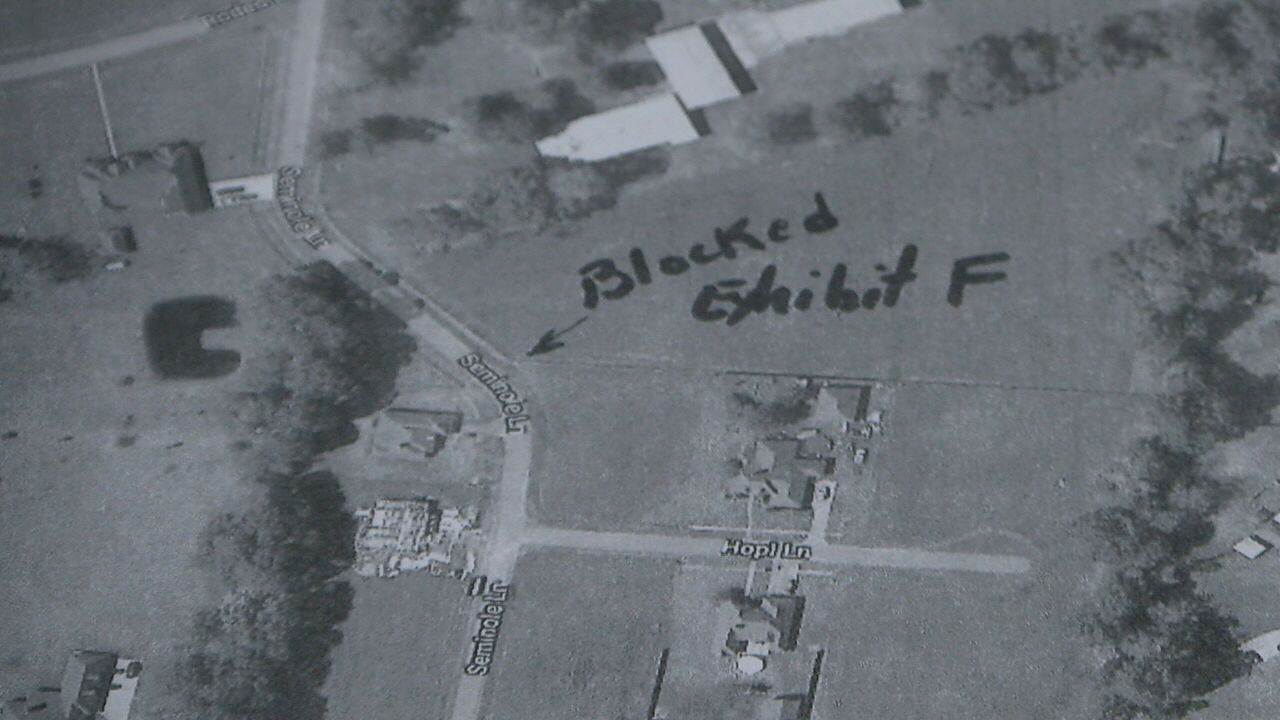 Seminole Ln
Blocked
Exhibit F
Seminole Ln
Hopi Ln
Seminole Ln